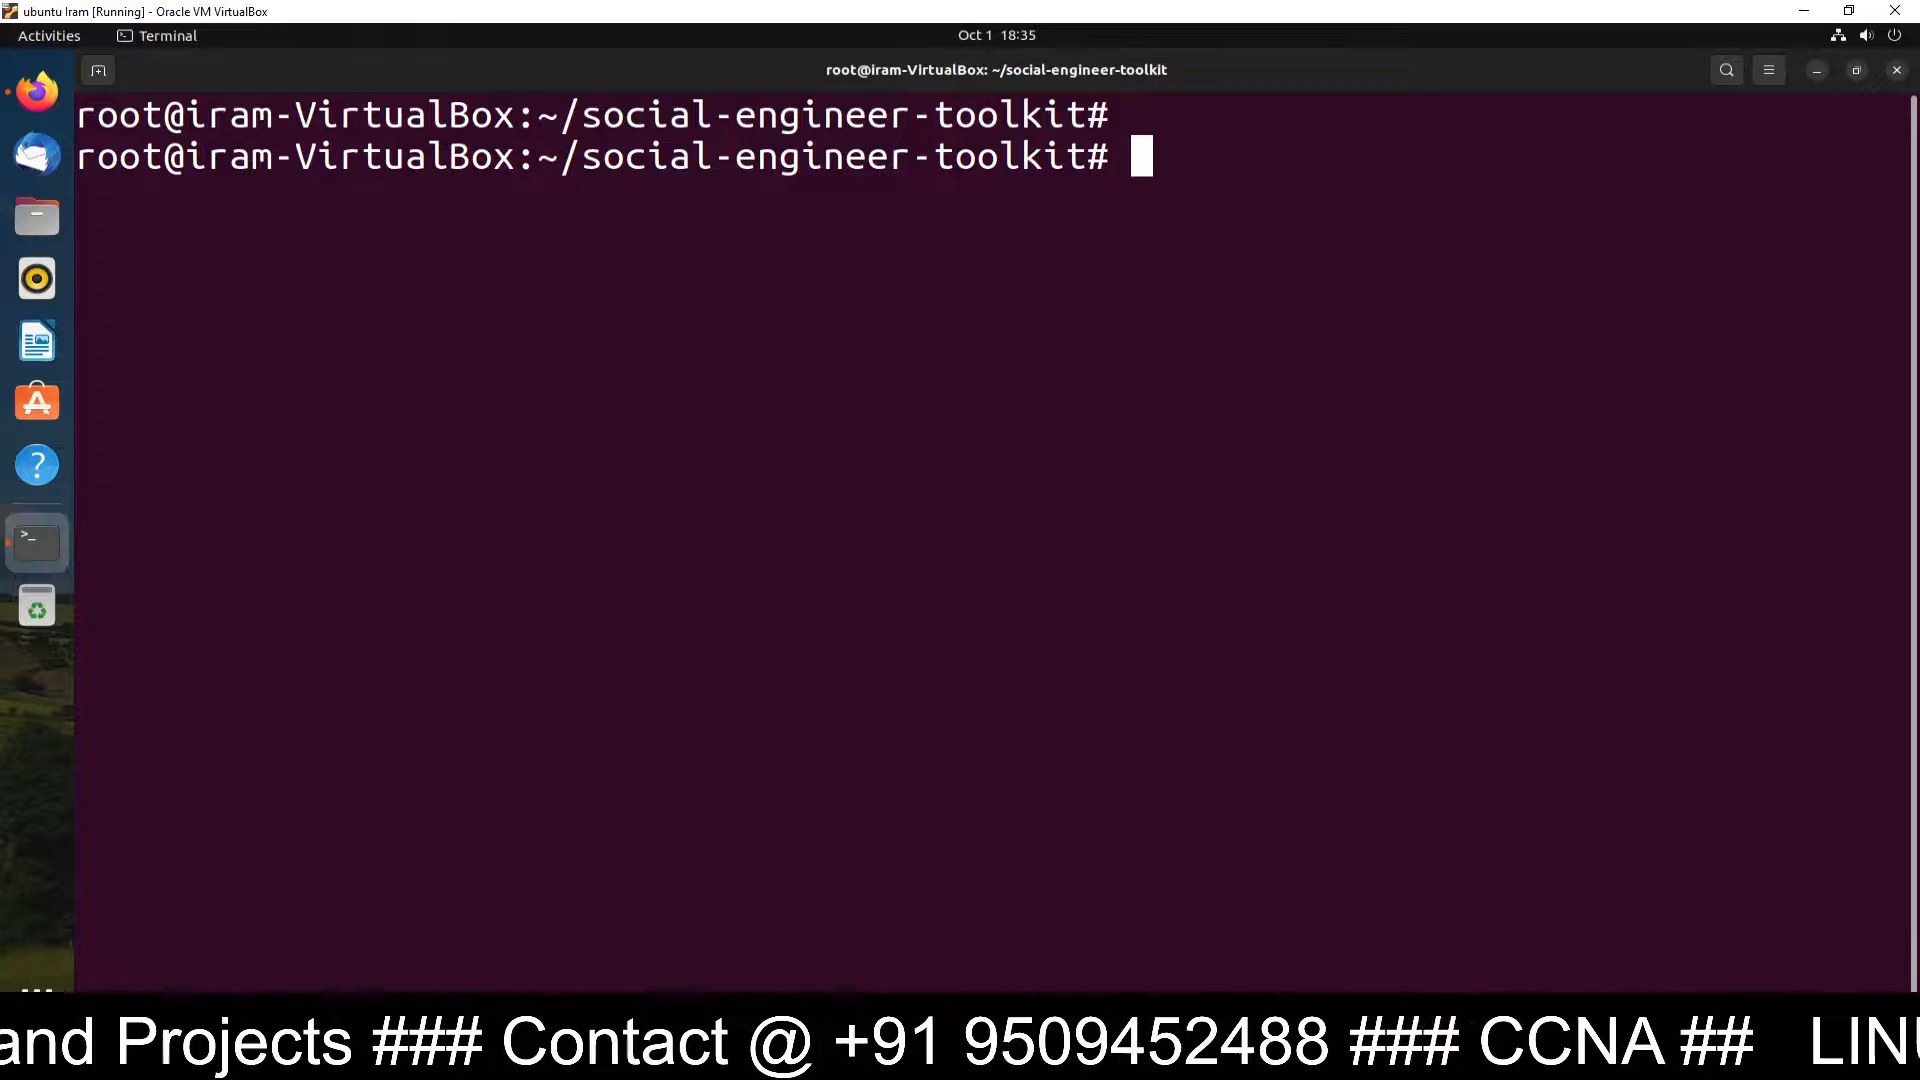 ubuntu Iram [Running] - Oracle VM VirtualBox
Activities Terminal Oct 1 18:35
root@iram-VirtualBox: ~/social-engineer-toolkit
root@iram-VirtualBox:~/social-engineer-toolkit#
root@iram-VirtualBox:~/social-engineer-toolkit#
and Projects ### Contact @ +91 9509452488 ### CCNA ## LINU